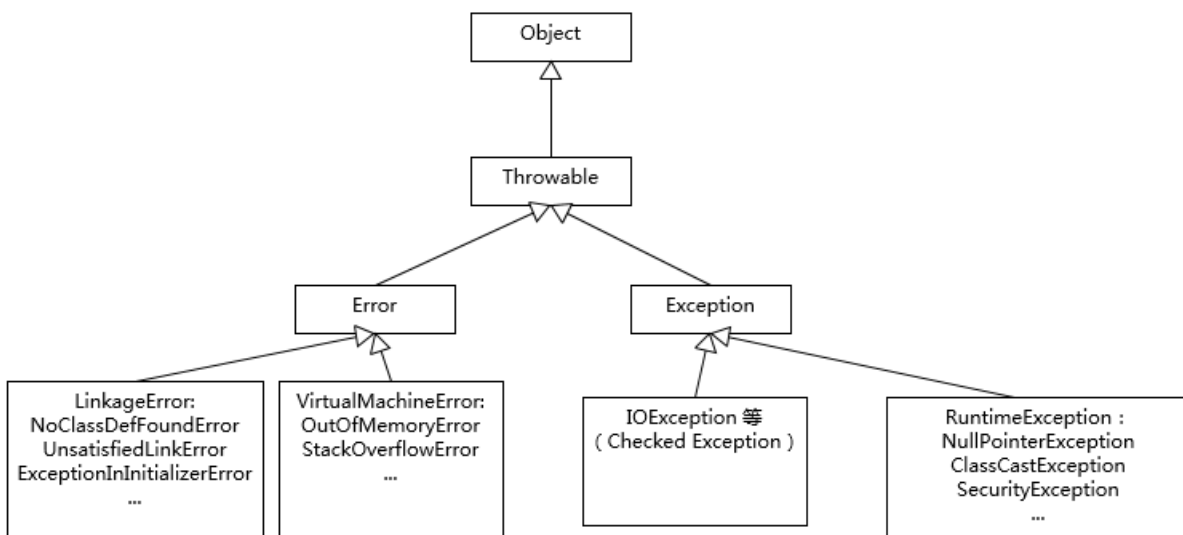 Object
Throwable
Error
Exception
LinkageError:
NoClassDefFoundError
UnsatisfiedLinkError
ExceptionInInitializerError
...
VirtualMachineError:
OutOfMemoryError
StackOverflowError
...
IOException 等
（Checked Exception）
RuntimeException：
NullPointerException
ClassCastException
SecurityException
...